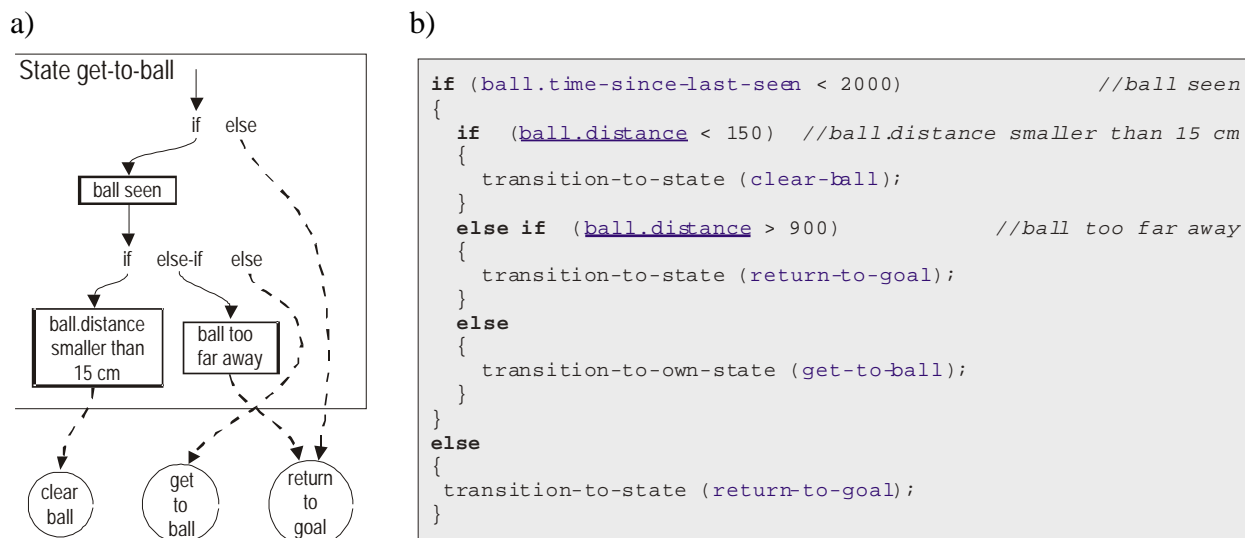 a)
State get-to-ball
if else
ball seen
if else-if else
ball.distance
smaller than
15 cm
ball too
far away
clear
ball
get
to
ball
return
to
goal
b)
if (ball.time-since-last-seen < 2000) //ball seen
{
if (ball.distance < 150) //ball.distance smaller than 15 cm
{
transition-to-state (clear-ball);
}
else if (ball.distance > 900) //ball too far away
{
transition-to-state (return-to-goal);
}
else
{
transition-to-own-state (get-to-ball);
}
}
else
{
transition-to-state (return-to-goal);
}